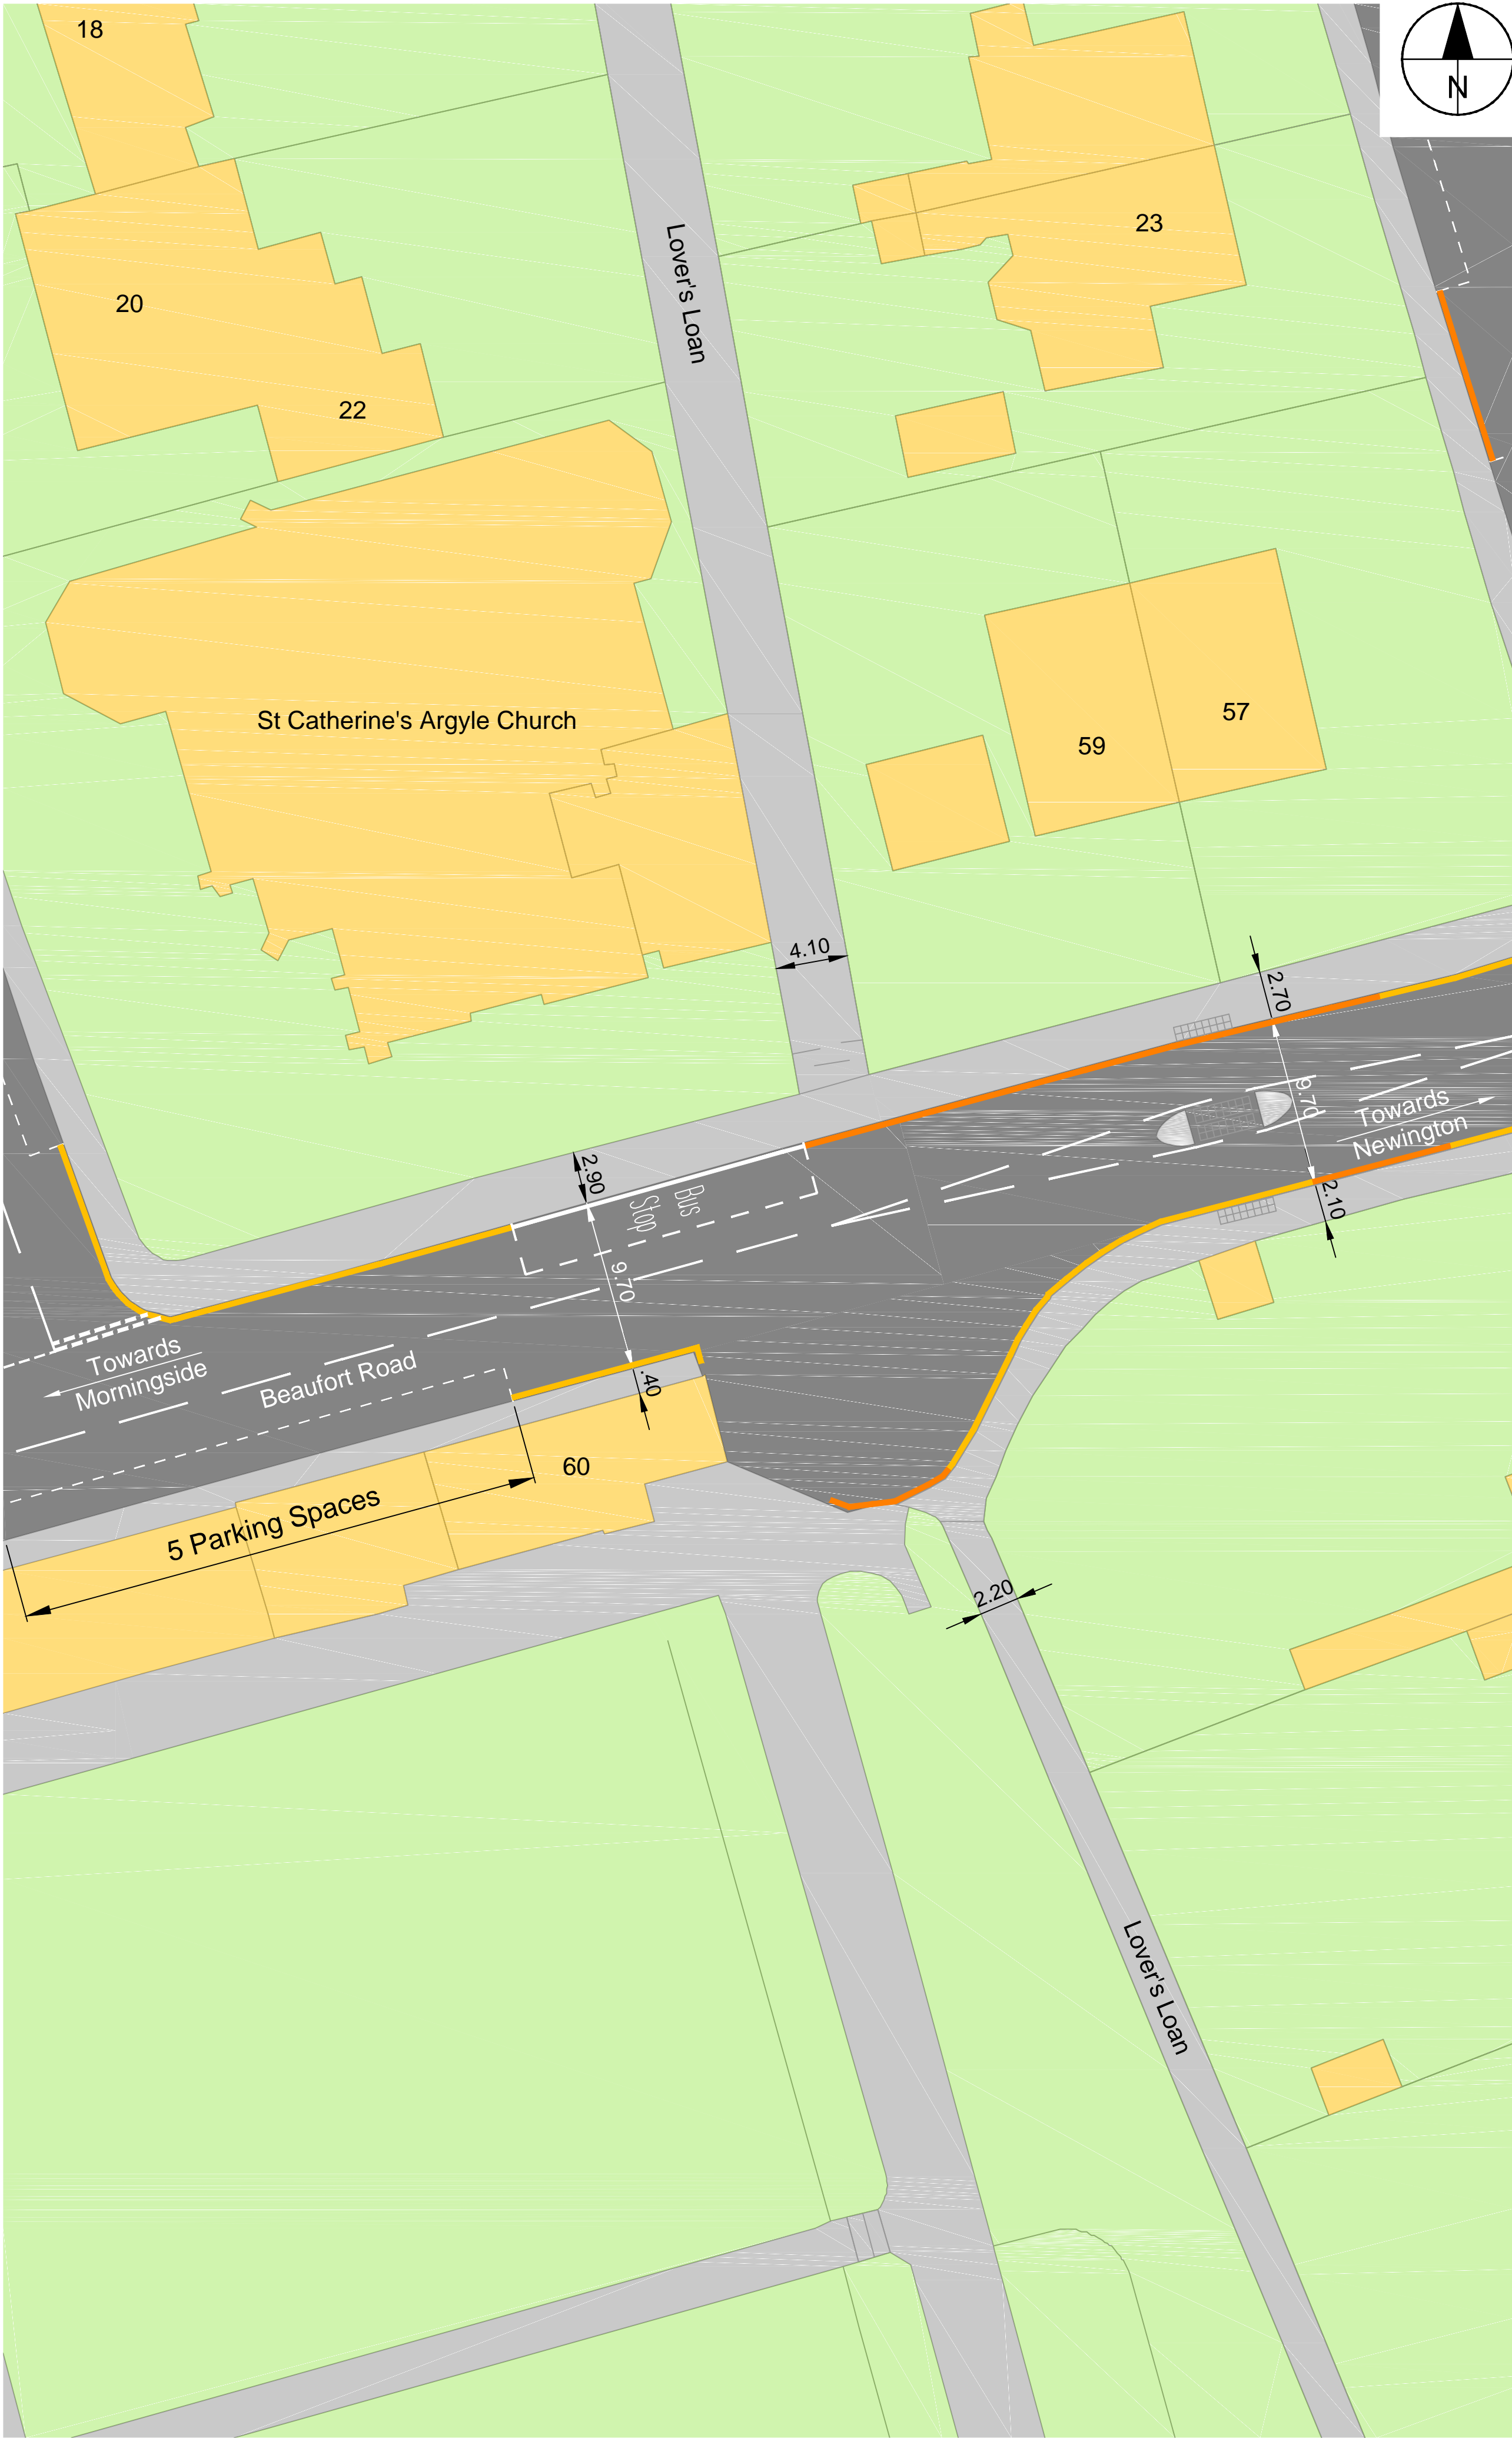 18
N
23
Lover's Loan
20
22
57
St Catherine's Argyle Church
59
4.10
2.70
9.70
Towards
Newington
2.90
Bus
Stop
2.10
9.70
Towards
Morningside
Beaufort Road
.40
60
5 Parking Spaces
2.20
Lover's Loan